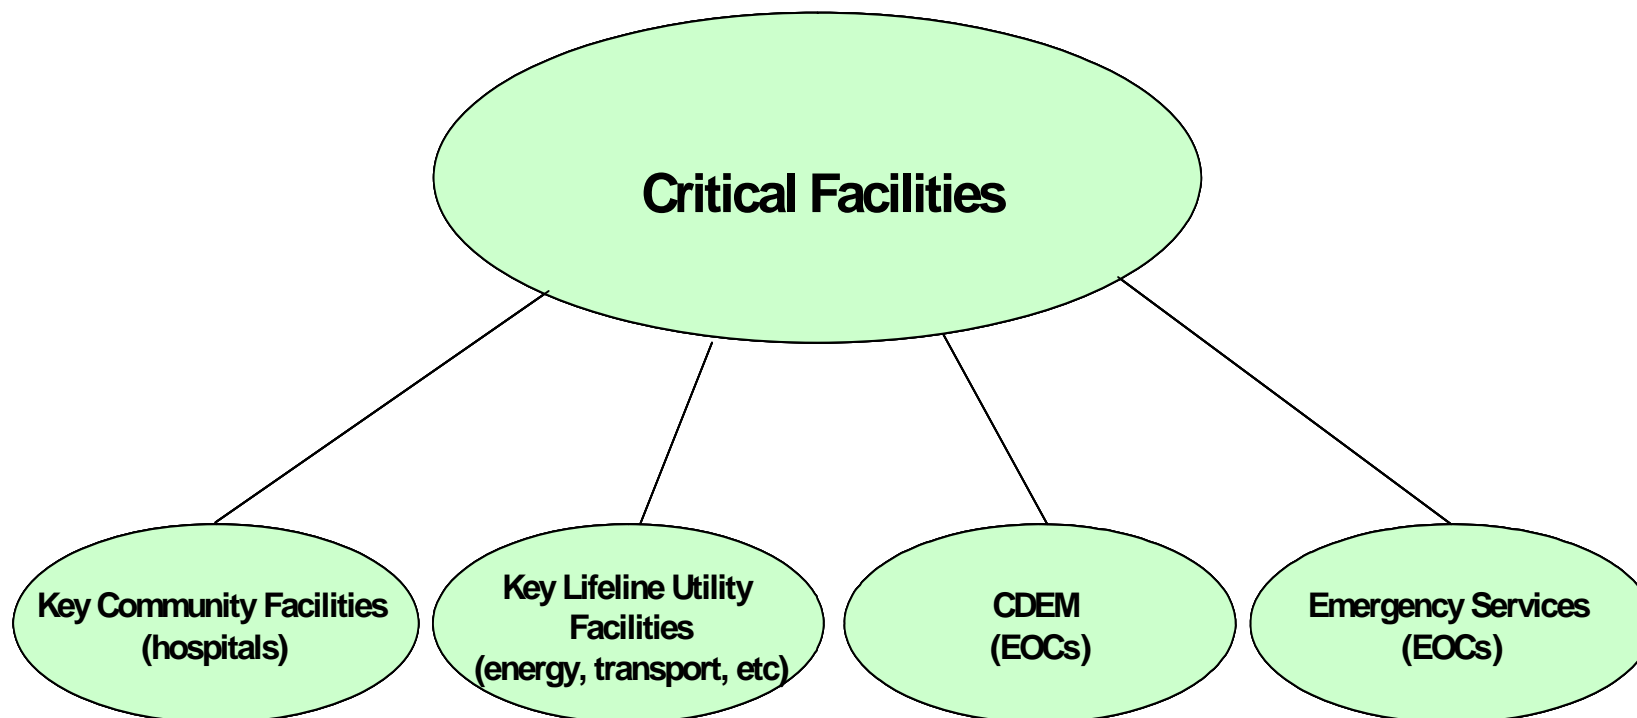 Critical Facilities
Key Community Facilities
(hospitals)
Key Lifeline Utility
Facilities
(energy, transport, etc)
CDEM
(EOCs)
Emergency Services
(EOCs)